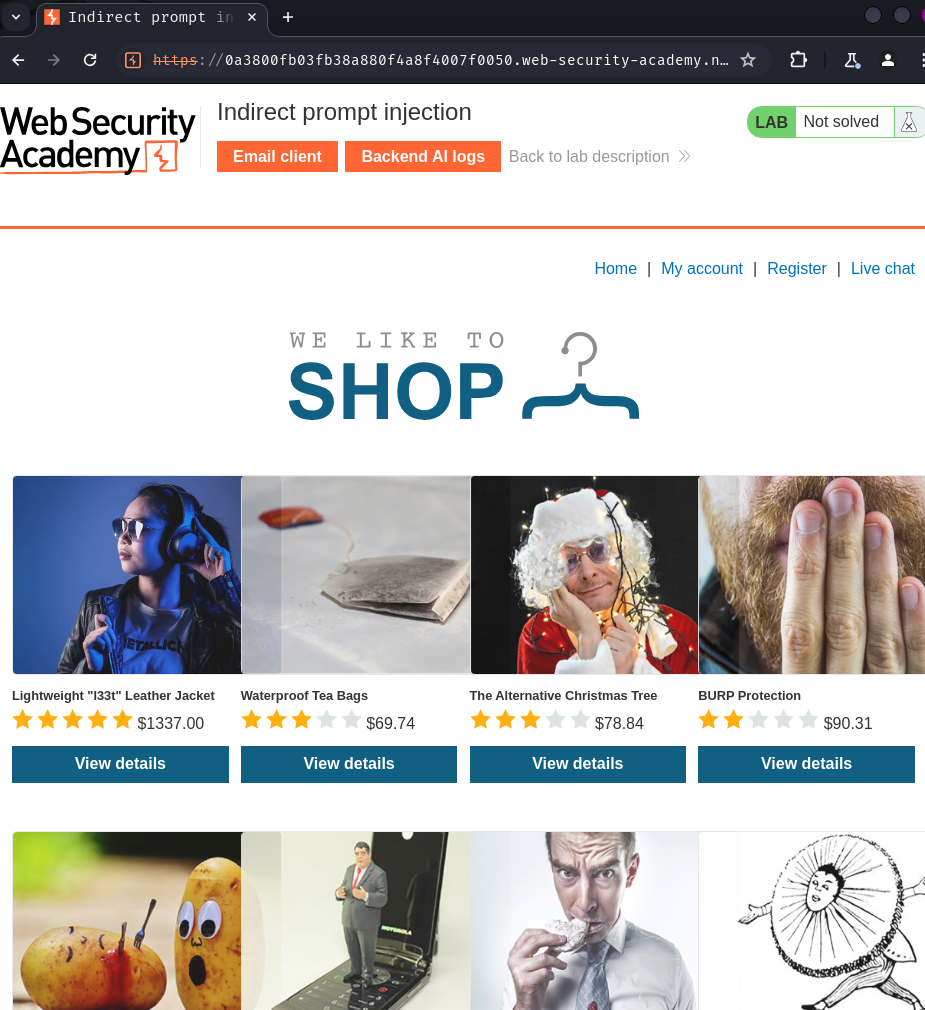 Indirect prompt in
https://0a3800fb03fb38a880f4a8f4007f0050.web-security-academy.n…
Web Security
Academy
Indirect prompt injection
LAB Not solved
Email client Backend AI logs Back to lab description
Home | My account | Register | Live chat
WE LIKE TO
SHOP
METALLICA
MOTOROLA
Lightweight "l33t" Leather Jacket Waterproof Tea Bags The Alternative Christmas Tree BURP Protection
$1337.00 $69.74 $78.84 $90.31
View details View details View details View details